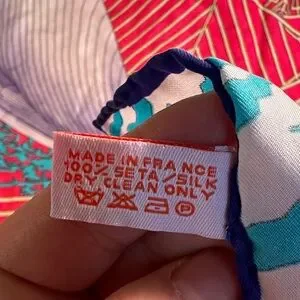 MADE IN FRANCE
100% SETA/SILK
DRY CLEAN ONLY
P